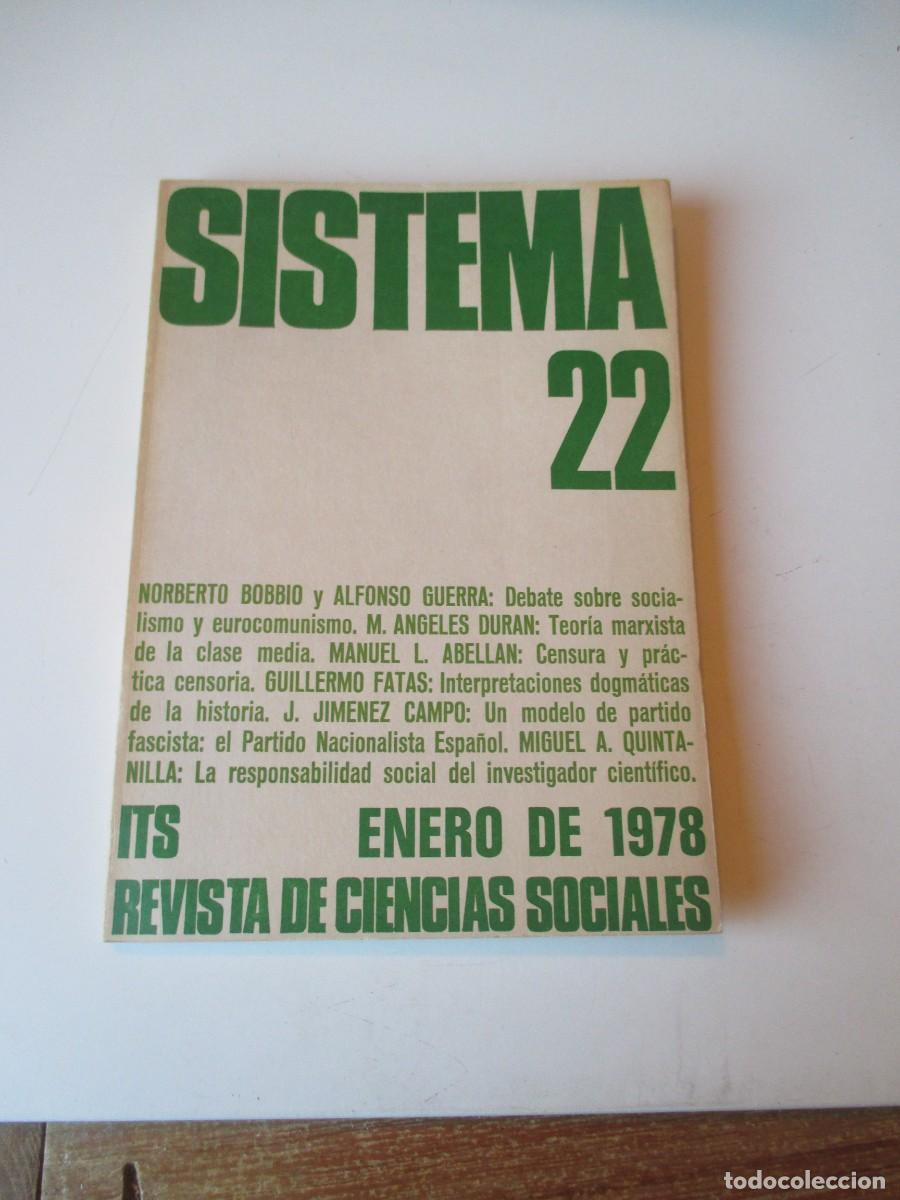 SISTEMA
22
NORBERTO BOBBIO y ALFONSO GUERRA: Debate sobre socia-
lismo y eurocomunismo. M. ANGELES DURAN: Teoría marxista
de la clase media. MANUEL L. ABELLAN: Censura y prác-
tica censoria. GUILLERMO FATAS: Interpretaciones dogmáticas
de la historia. J. JIMENEZ CAMPO: Un modelo de partido
fascista: el Partido Nacionalista Español. MIGUEL A. QUINTA-
NILLA: La responsabilidad social del investigador científico.
ITS ENERO DE 1978
REVISTA DE CIENCIAS SOCIALES
todocoleccion